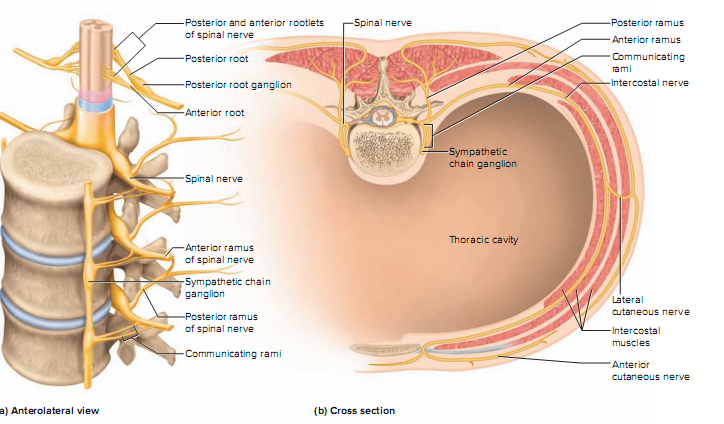 Posterior and anterior rootlets
of spinal nerve
Posterior root
Posterior root ganglion
Anterior root
Spinal nerve
Anterior ramus
of spinal nerve
Sympathetic chain
ganglion
Posterior ramus
of spinal nerve
Communicating rami
a) Anterolateral view
Spinal nerve
Posterior ramus
Anterior ramus
Communicating
rami
Intercostal nerve
Sympathetic
chain ganglion
Thoracic cavity
Lateral
cutaneous nerve
Intercostal
muscles
Anterior
cutaneous nerve
(b) Cross section